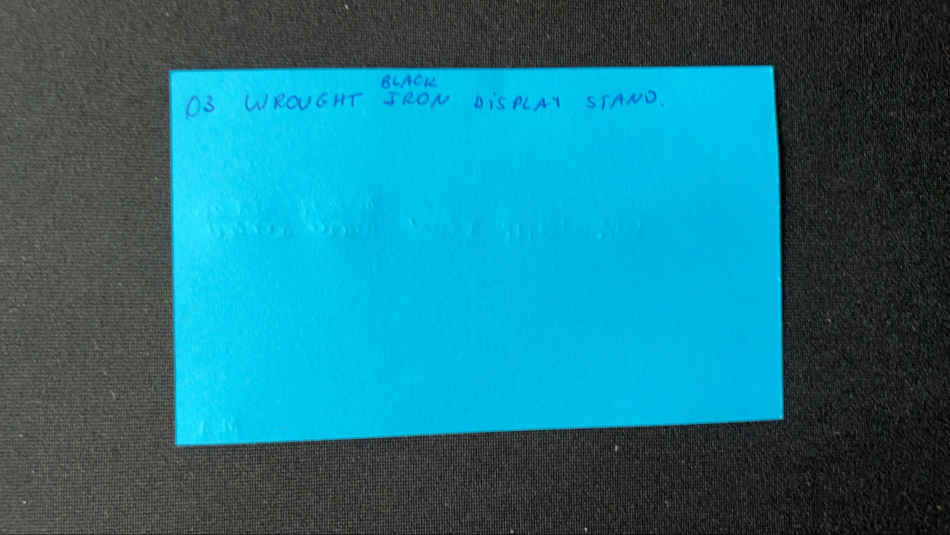 BLACK
03 WROUGHT IRON DISPLAY STAND.